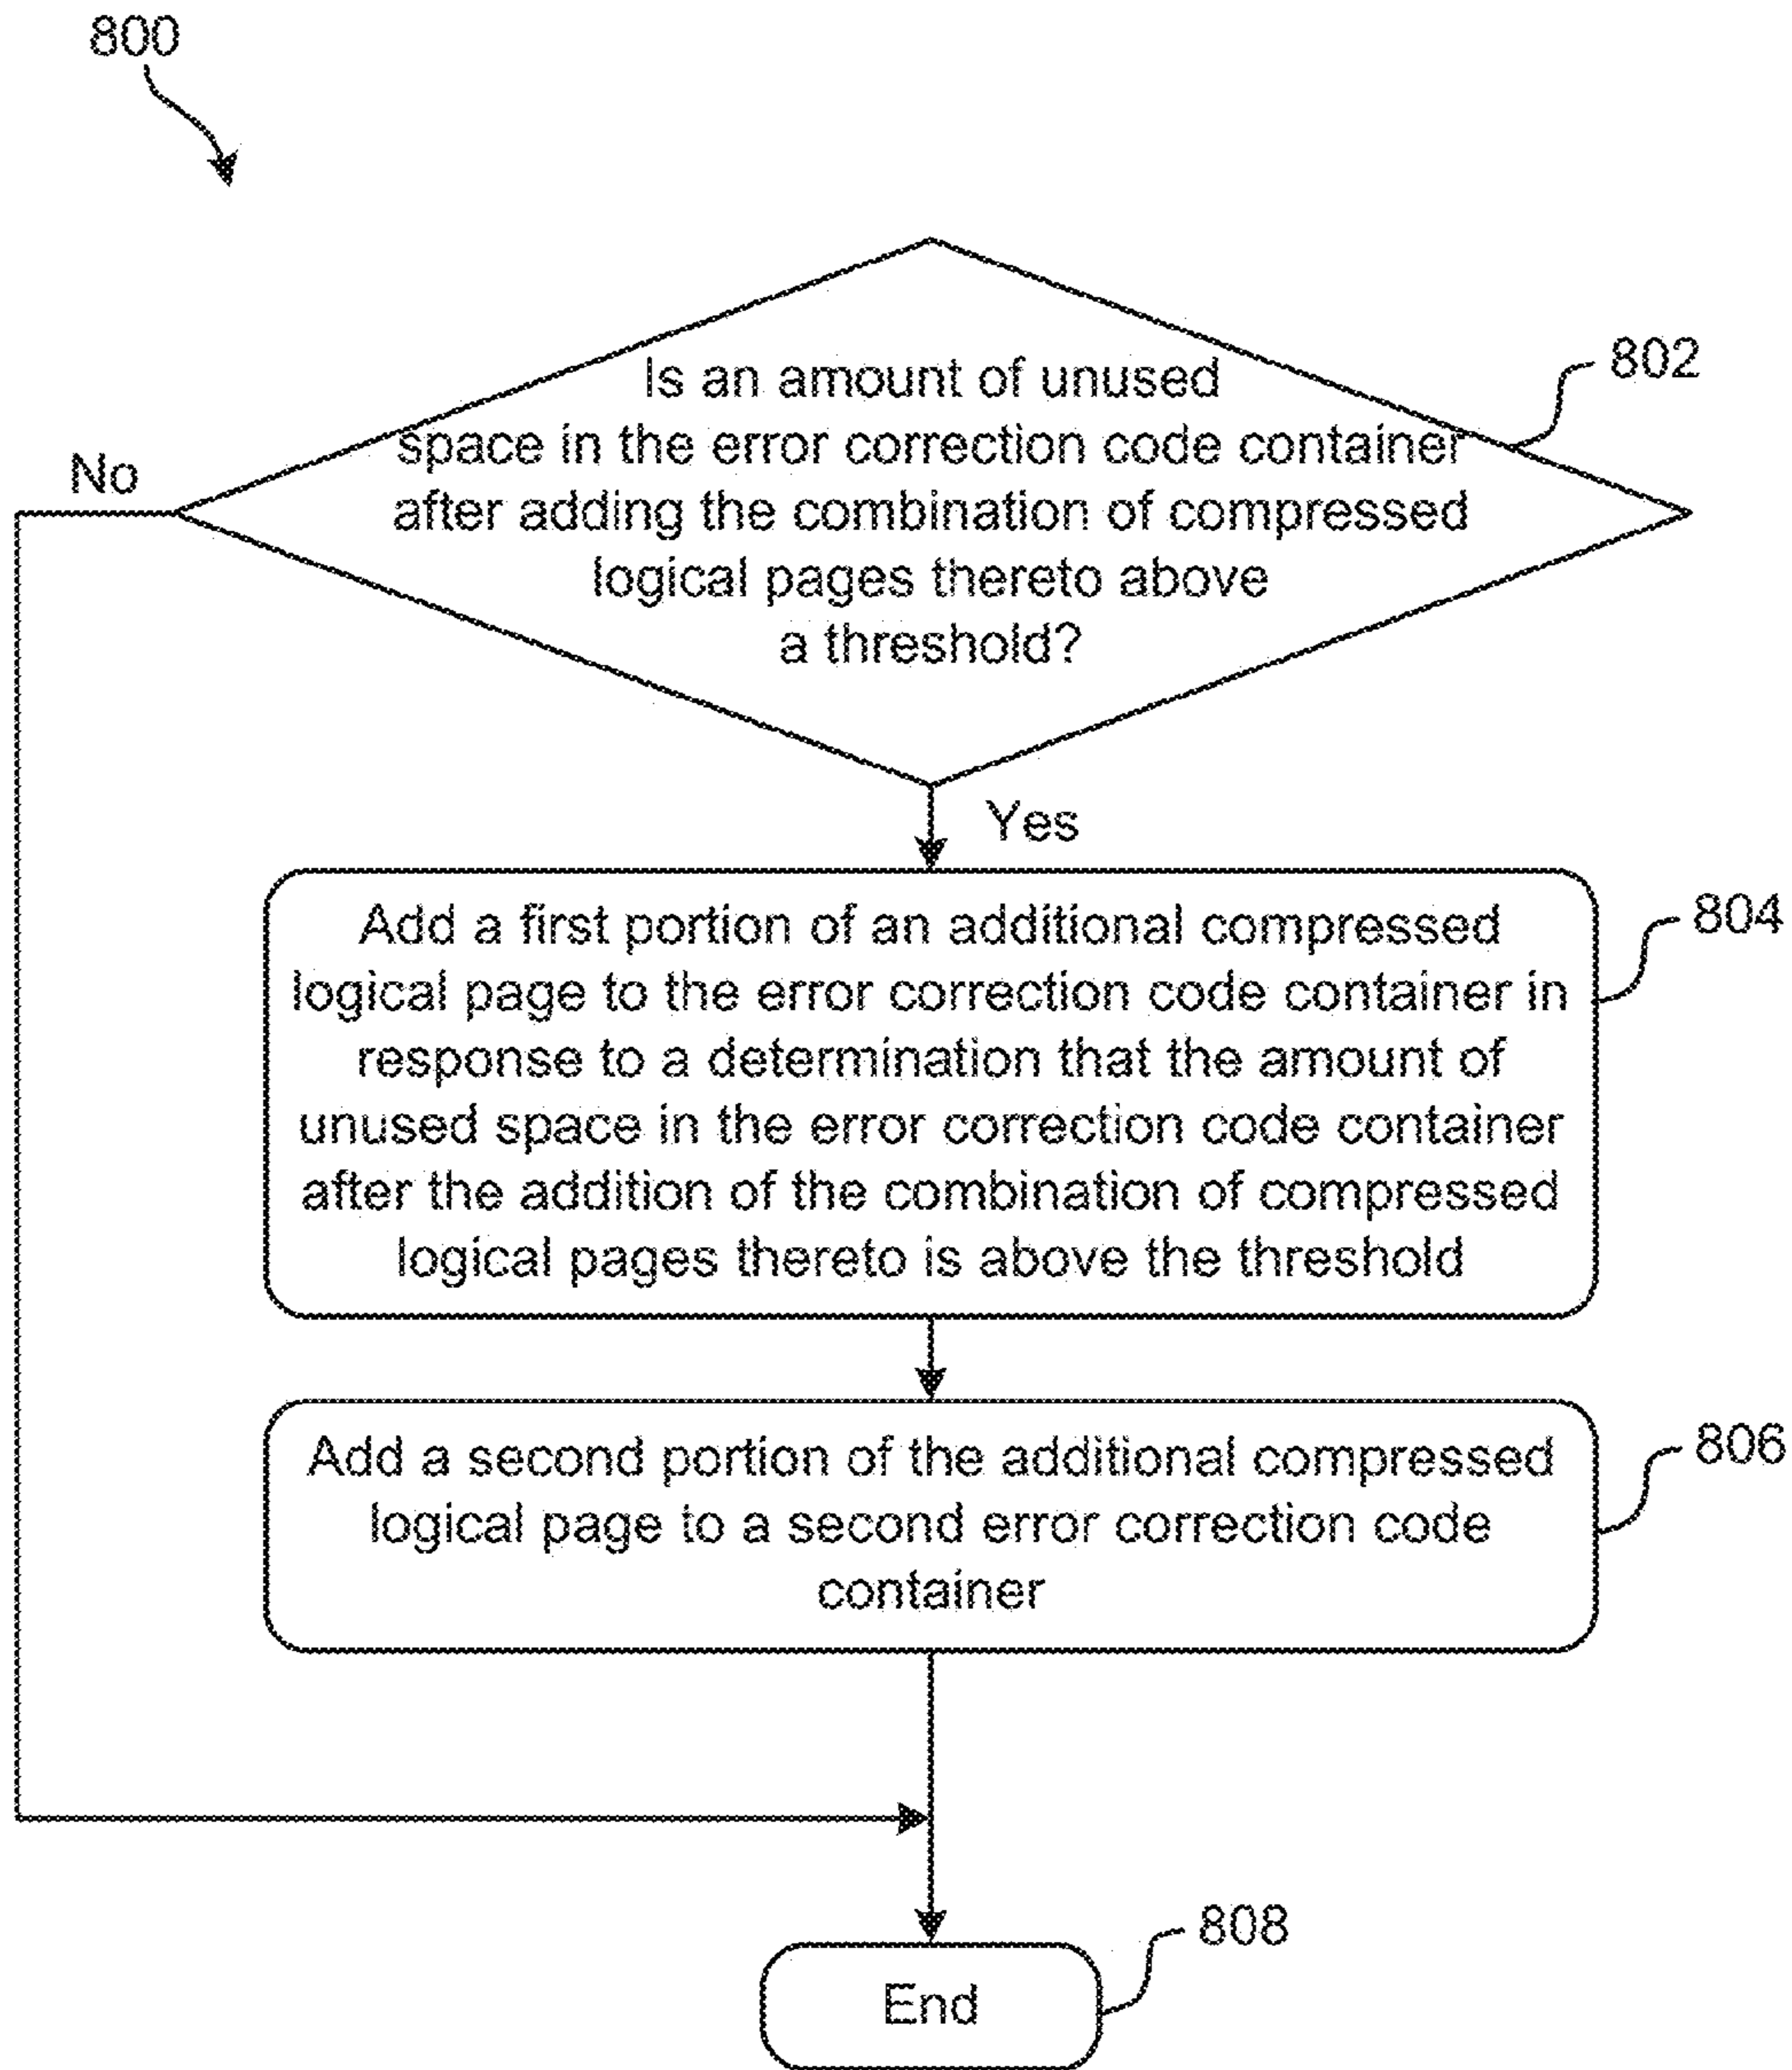 800
Is an amount of unused
space in the error correction code container
after adding the combination of compressed
logical pages thereto above
a threshold?
802
No
Yes
Add a first portion of an additional compressed
logical page to the error correction code container in
response to a determination that the amount of
unused space in the error correction code container
after the addition of the combination of compressed
logical pages thereto is above the threshold
804
Add a second portion of the additional compressed
logical page to a second error correction code
container
806
End
808